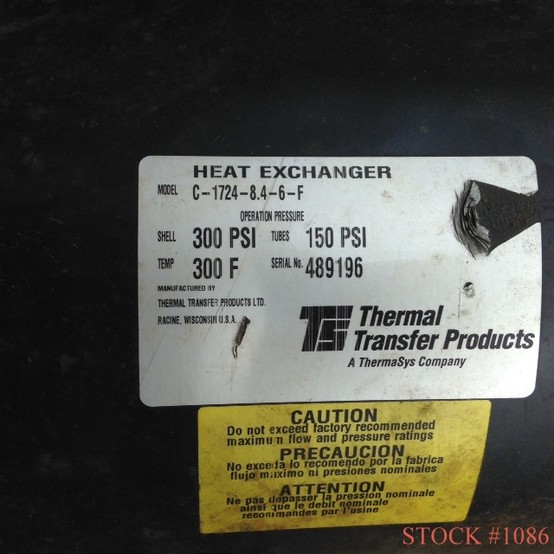 HEAT EXCHANGER
MODEL C-1724-8.4-6-F
OPERATION PRESSURE
SHELL 300 PSI TUBES 150 PSI
TEMP 300 F SERIAL No. 489196
MANUFACTURED BY
THERMAL TRANSFER PRODUCTS LTD.
RACINE, WISCONSIN U.S.A.
Thermal
Transfer Products
A ThermaSys Company
CAUTION
Do not exceed factory recommended
maximum flow and pressure ratings
PRECAUCION
No exceda lo recomendo por la fabrica
flujo maximo ni presiones nominales
ATTENTION
Ne pas depasser la pression nominale
ainsi que le debit nominale
recommandes par l'usine
STOCK #1086